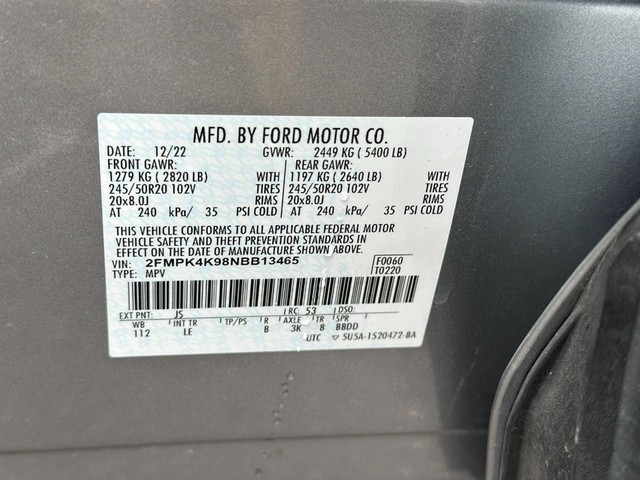 MFD. BY FORD MOTOR CO.
DATE: 12/22 GVWR: 2449 KG ( 5400 LB)
FRONT GAWR: REAR GAWR:
1279 KG ( 2820 LB) WITH 1197 KG ( 2640 LB) WITH
245/50R20 102V TIRES 245/50R20 102V TIRES
20x8.0J RIMS 20x8.0J RIMS
AT 240 kPa/ 35 PSI COLD AT 240 kPa/ 35 PSI COLD
THIS VEHICLE CONFORMS TO ALL APPLICABLE FEDERAL MOTOR
VEHICLE SAFETY AND THEFT PREVENTION STANDARDS IN
EFFECT ON THE DATE OF MANUFACTURE SHOWN ABOVE.
VIN: 2FMPK4K98NBB13465 F0060
TYPE: MPV T0220
EXT PNT: JS RC: 53 DSO:
WB INT TR TP/PS R AXLE TR SPR
112 LE B 3K 8 BBDD
UTC ▽ 5U5A-1520472-BA